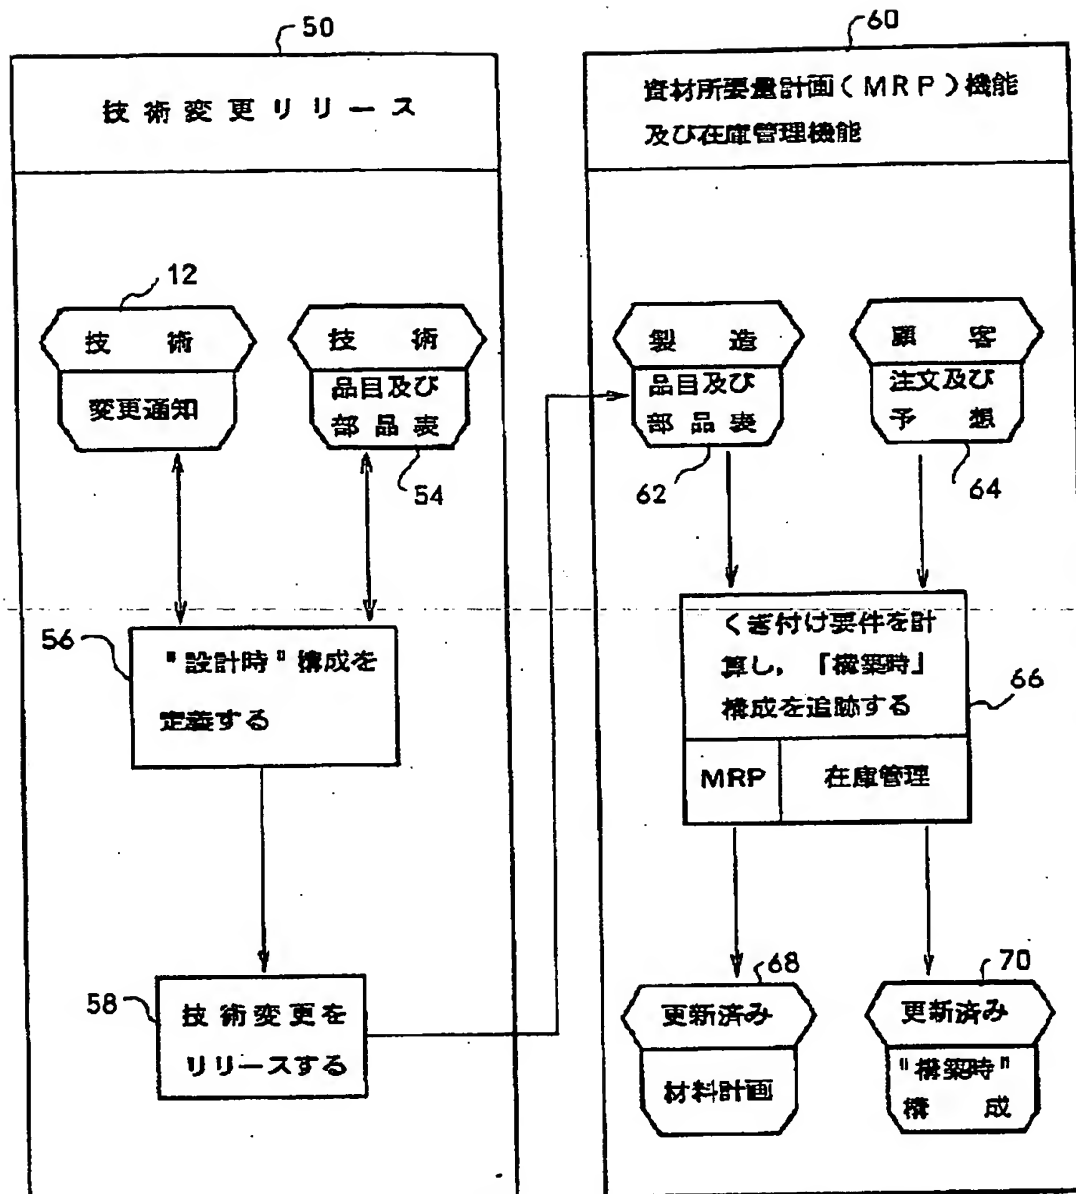 50
技術変更リリース
12
技術
変更通知
技術
品目及び
部品表
54
56
"設計時"構成を
定義する
58
技術変更を
リリースする
60
資材所要量計画(MRP)機能
及び在庫管理機能
製造
品目及び
部品表
62
顧客
注文及び
予想
64
くぎ付け要件を計
算し,「構築時」
構成を追跡する
66
MRP
在庫管理
68
更新済み
材料計画
70
更新済み
"構築時"
構成